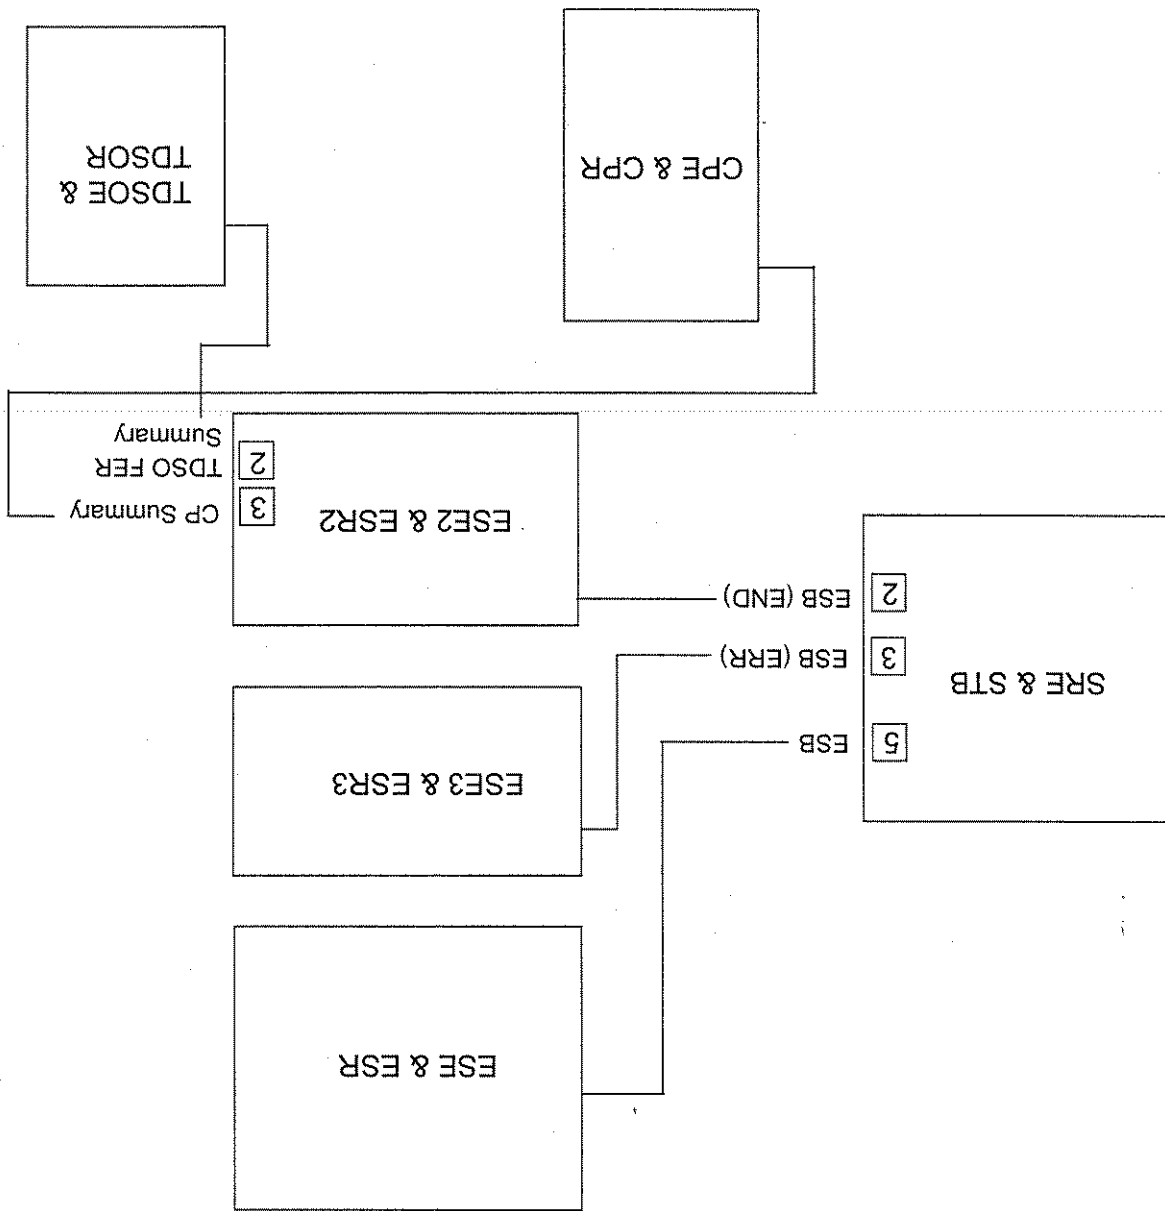 ESE & ESR
SRE & STB
5 ESB
3 ESB (ERR)
2 ESB (END)
ESE3 & ESR3
ESE2 & ESR2
3 CP Summary
2 TDSO FER
Summary
CPE & CPR
TDSOE &
TDSOR